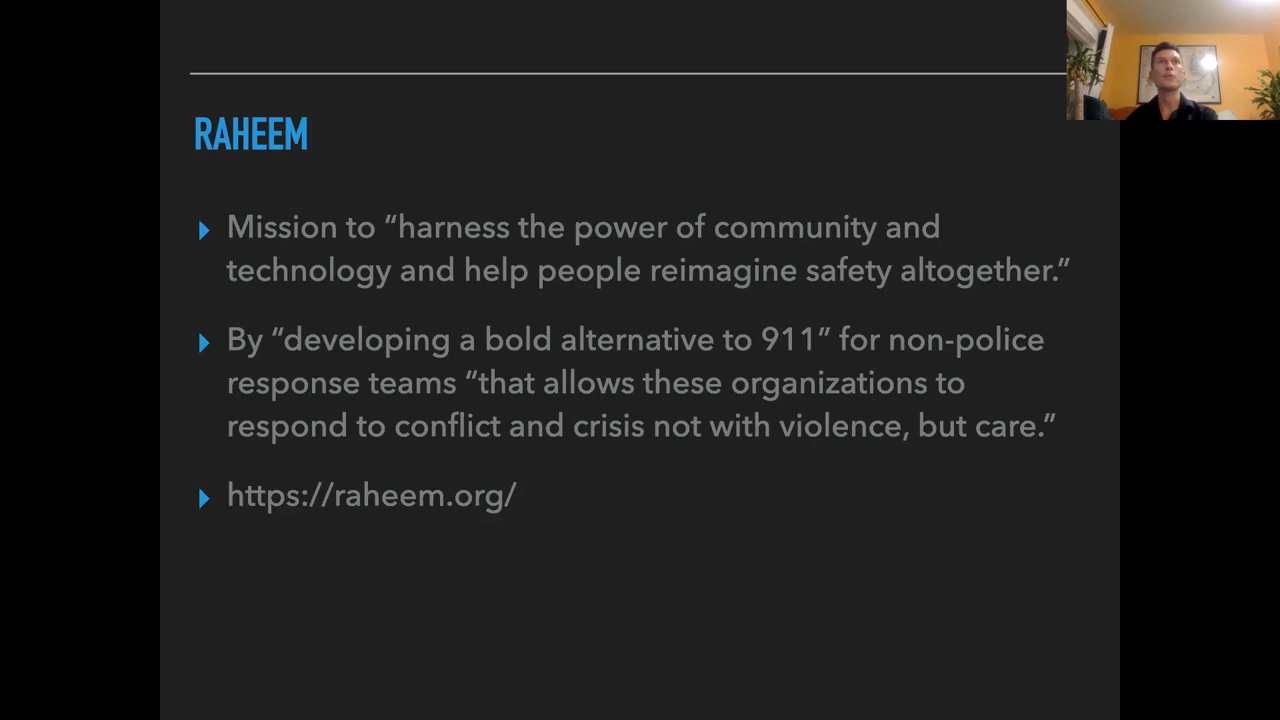 RAHEEM
Mission to “harness the power of community and
technology and help people reimagine safety altogether.”
By “developing a bold alternative to 911” for non-police
response teams “that allows these organizations to
respond to conflict and crisis not with violence, but care.”
https://raheem.org/